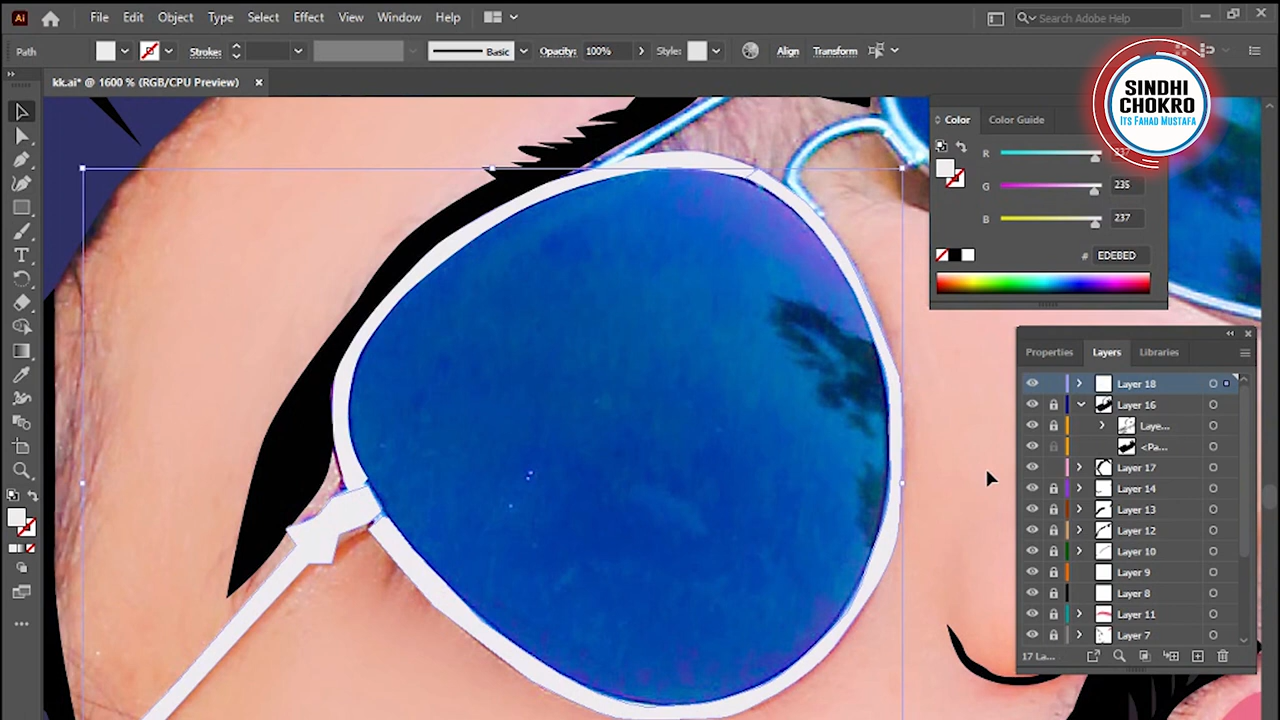 Ai
File Edit Object Type Select Effect View Window Help
Search Adobe Help
Path
Stroke:
Basic
Opacity: 100%
Style:
Align
Transform
kk.ai* @ 1600 % (RGB/CPU Preview)
SINDHI
CHOKRO
ITS FAHAD MUSTAFA
Color Color Guide
R
G 235
B 237
# EDEBED
Properties Layers Libraries
Layer 18
Layer 16
Laye...
<Pa...
Layer 17
Layer 14
Layer 13
Layer 12
Layer 10
Layer 9
Layer 8
Layer 11
Layer 7
17 La...